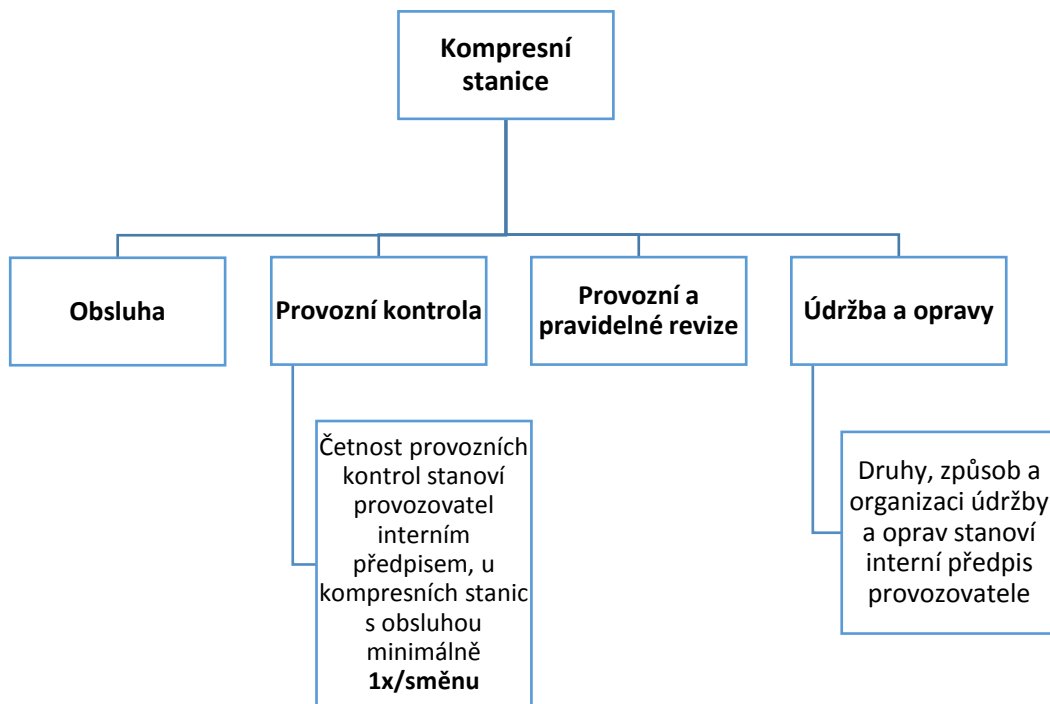 Kompresní
stanice
Obsluha
Provozní kontrola
Provozní a
pravidelné revize
Údržba a opravy
Četnost provozních
kontrol stanoví
provozovatel
interním
předpisem, u
kompresních stanic
s obsluhou
minimálně
1x/směnu
Druhy, způsob a
organizaci údržby
a oprav stanoví
interní předpis
provozovatele